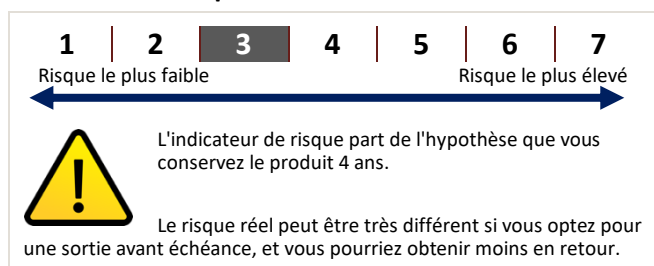 1 2 3 4 5 6 7
Risque le plus faible Risque le plus élevé
L'indicateur de risque part de l'hypothèse que vous
conservez le produit 4 ans.
Le risque réel peut être très différent si vous optez pour
une sortie avant échéance, et vous pourriez obtenir moins en retour.